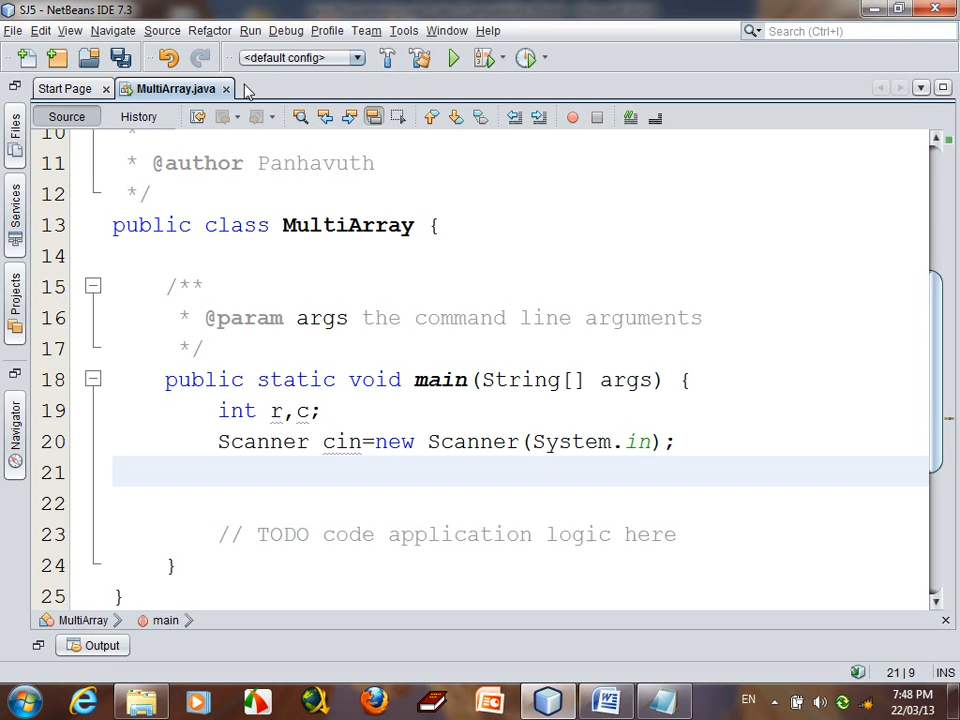 SJ5 - NetBeans IDE 7.3
File Edit View Navigate Source Refactor Run Debug Profile Team Tools Window Help
Search (Ctrl+I)
<default config>
Start Page MultiArray.java
Source History
Files
Services
Projects
Navigator
10 *
11 * @author Panhavuth
12 */
13 public class MultiArray {
14
15 /**
16 * @param args the command line arguments
17 */
18 public static void main(String[] args) {
19 int r,c;
20 Scanner cin=new Scanner(System.in);
21
22
23 // TODO code application logic here
24 }
25 }
MultiArray main
Output
21|9 INS
EN
7:48 PM
22/03/13